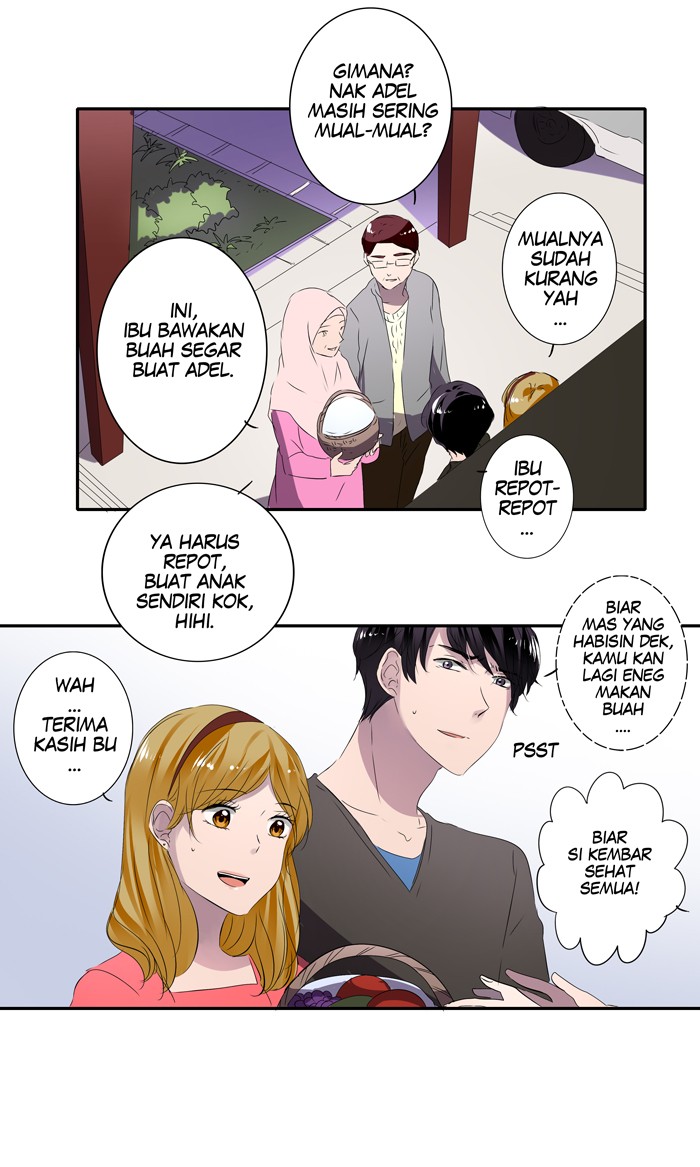 GIMANA?
NAK ADEL
MASIH SERING
MUAL-MUAL?
MUALNYA
SUDAH
KURANG
YAH
...
INI,
IBU BAWAKAN
BUAH SEGAR
BUAT ADEL.
IBU
REPOT-
REPOT
...
YA HARUS
REPOT,
BUAT ANAK
SENDIRI KOK,
HIHI.
WAH
...
TERIMA
KASIH BU
...
BIAR
MAS YANG
HABISIN DEK,
KAMU KAN
LAGI ENEG
MAKAN
BUAH
....
PSST
BIAR
SI KEMBAR
SEHAT
SEMUA!